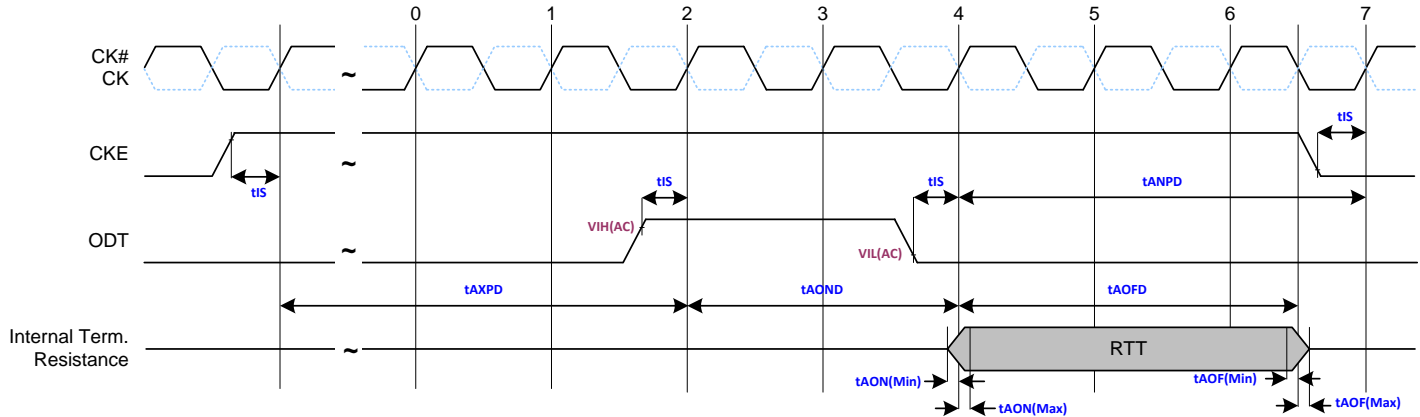 0 1 2 3 4 5 6 7
CK#
CK
~
tIS
CKE
~
tIS
tIS
tIS
tANPD
VIH(AC)
ODT
VIL(AC)
~
tAXPD
tAOND
tAOFD
Internal Term.
Resistance
~
RTT
tAON(Min)
tAOF(Min)
tAON(Max)
tAOF(Max)